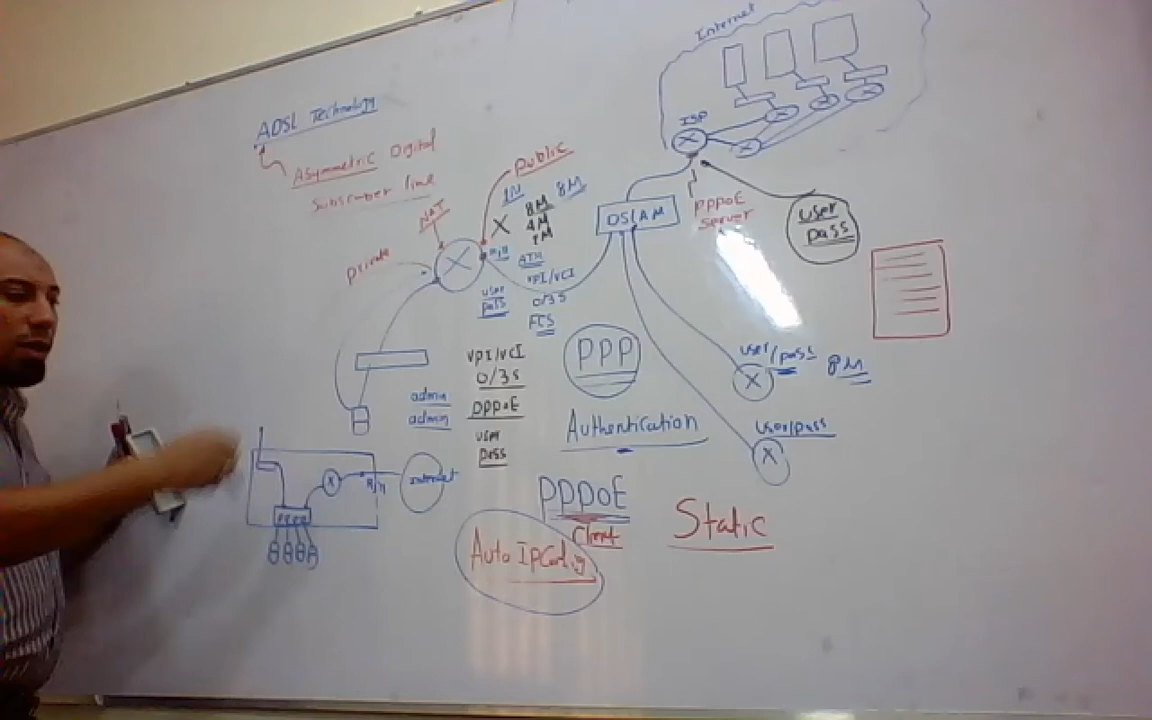 Internet
ADSL Technology
Asymmetric Digital
Subscriber line
ISP
Public
NAT
8M
8M
4M
1M
private
ATM
VPI/VCI
0/35
FCS
user
pass
DSLAM
PPPOE
Server
user
pass
VPI/VCI
0/35
PPPOE
user
pass
admin
admin
PPP
Authentication
user/pass
8M
user/pass
PPPOE
Client
Auto IPConfig
Static
Internet